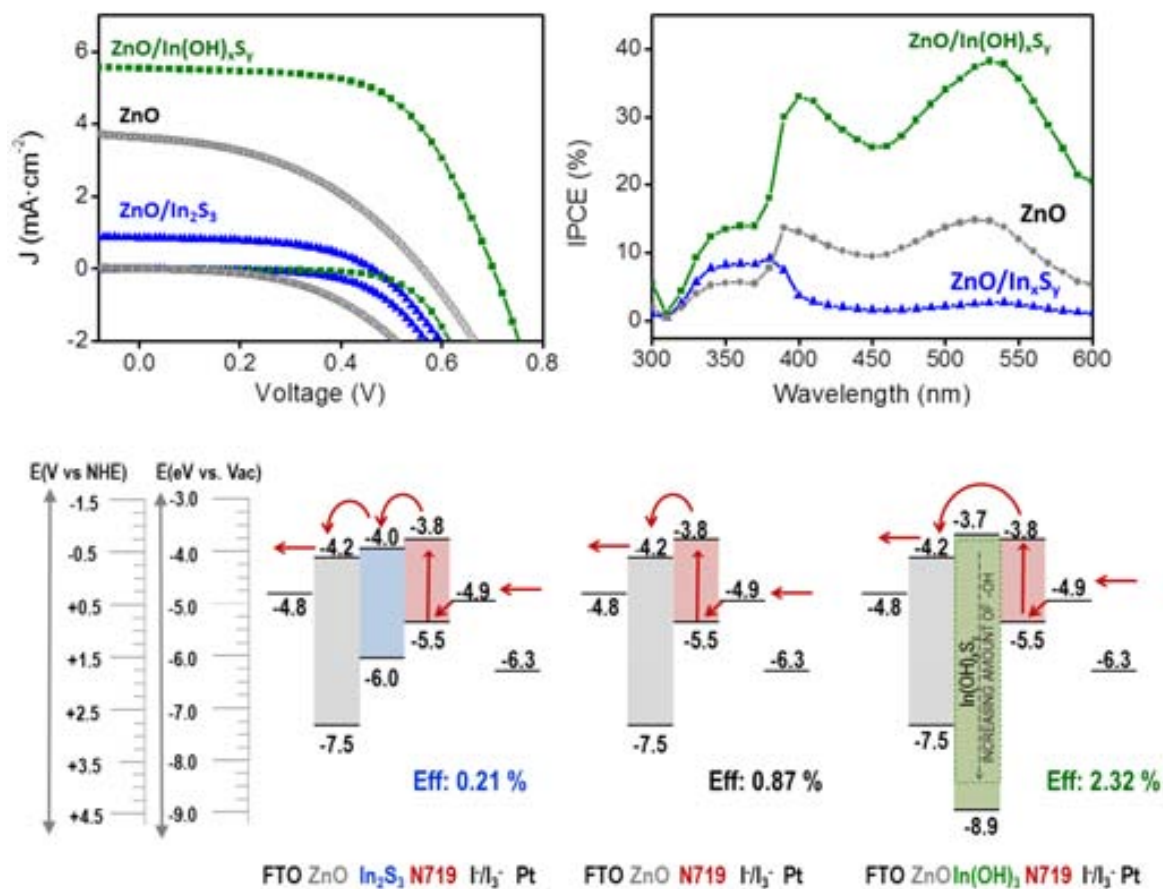 ZnO/In(OH)ₓSᵧ
ZnO
ZnO/In₂S₃
J (mA·cm⁻²)
6
4
2
0
-2
0.0 0.2 0.4 0.6 0.8
Voltage (V)
ZnO/In(OH)ₓSᵧ
ZnO
ZnO/InₓSᵧ
IPCE (%)
40
30
20
10
0
300 350 400 450 500 550 600
Wavelength (nm)
E(V vs NHE)
-1.5
-0.5
+0.5
+1.5
+2.5
+3.5
+4.5
E(eV vs. Vac)
-3.0
-4.0
-5.0
-6.0
-7.0
-8.0
-9.0
-4.2
-4.0
-3.8
-4.8
-4.9
-5.5
-6.0
-6.3
-7.5
Eff: 0.21 %
FTO ZnO In₂S₃ N719 I⁻/I₃⁻ Pt
-4.2
-3.8
-4.8
-4.9
-5.5
-6.3
-7.5
Eff: 0.87 %
FTO ZnO N719 I⁻/I₃⁻ Pt
-4.2
-3.7
-3.8
-4.8
-4.9
-5.5
-6.3
-7.5
-8.9
In(OH)ₓSᵧ
INCREASING AMOUNT OF -OH
Eff: 2.32 %
FTO ZnO In(OH)₃ N719 I⁻/I₃⁻ Pt